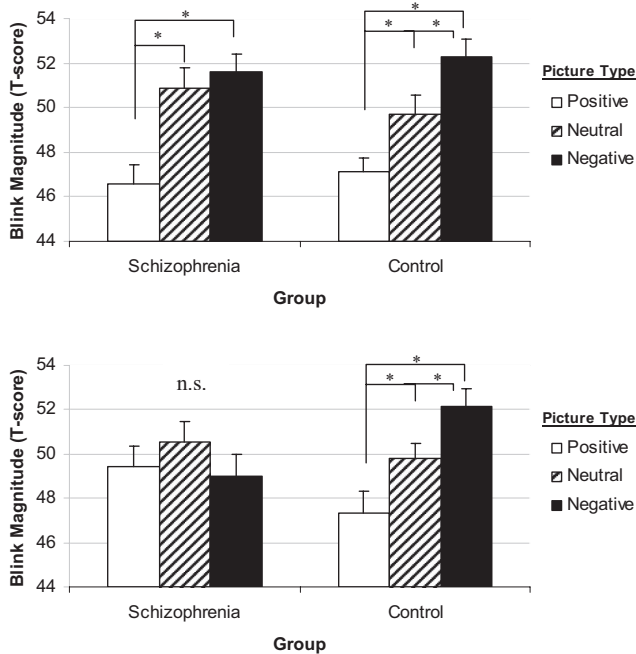 54
52
50
48
46
44
Blink Magnitude (T-score)
*
*
*
* *
Schizophrenia
Control
Group
Picture Type
Positive
Neutral
Negative
54
52
50
48
46
44
Blink Magnitude (T-score)
n.s.
*
* *
Schizophrenia
Control
Group
Picture Type
Positive
Neutral
Negative